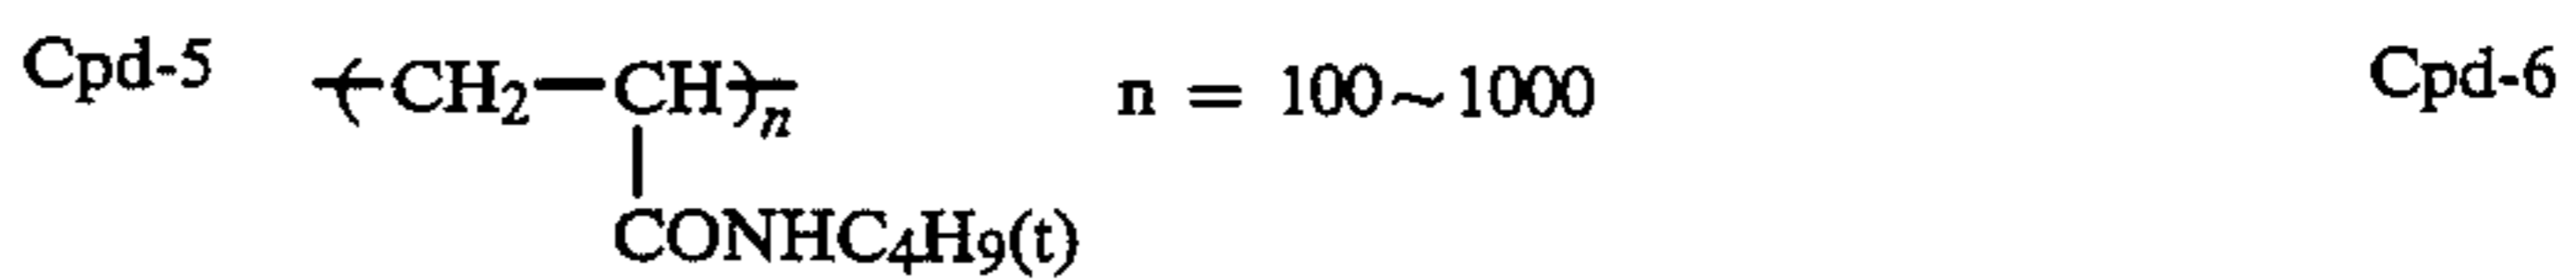 Cpd-5 -(CH2-CH)-n n = 100~1000 Cpd-6
CONHC4H9(t)